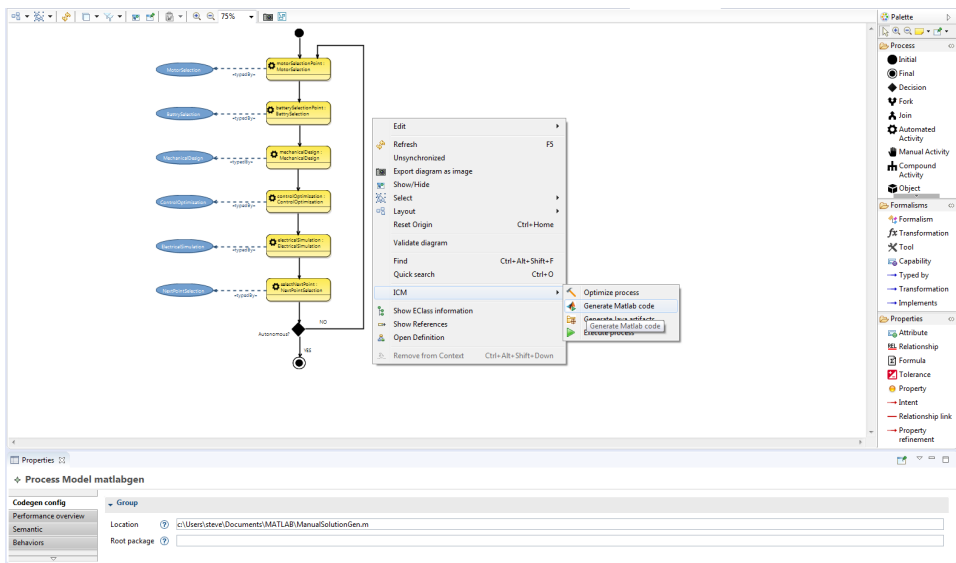 75%
MotorSelection
«typedBy»
motorSelectionPoint :
MotorSelection
BattrySelection
«typedBy»
batterySelectionPoint :
BattrySelection
MechanicalDesign
«typedBy»
mechanicalDesign :
MechanicalDesign
ControlOptimisation
«typedBy»
controlOptimization :
ControlOptimisation
ElectricalSimulation
«typedBy»
electricalSimulation :
ElectricalSimulation
NextPointSelection
«typedBy»
selectNextPoint :
NextPointSelection
NO
Autonomous?
YES
Edit
Refresh F5
Unsynchronized
Export diagram as image
Show/Hide
Select
Layout
Reset Origin Ctrl+Home
Validate diagram
Find Ctrl+Alt+Shift+F
Quick search Ctrl+O
ICM
Show EClass information
Show References
Open Definition
Remove from Context Ctrl+Alt+Shift+Down
Optimize process
Generate Matlab code
Generate Java artifacts
Generate Matlab code
Execute process
Palette
Process
Initial
Final
Decision
Fork
Join
Automated
Activity
Manual Activity
Compound
Activity
Object
Formalisms
Formalism
Transformation
Tool
Capability
Typed by
Transformation
Implements
Properties
Attribute
REL Relationship
Formula
Tolerance
Property
Intent
Relationship link
Property
refinement
Properties
Process Model matlabgen
Codegen config
Performance overview
Semantic
Behaviors
Group
Location c:\Users\steve\Documents\MATLAB\ManualSolutionGen.m
Root package